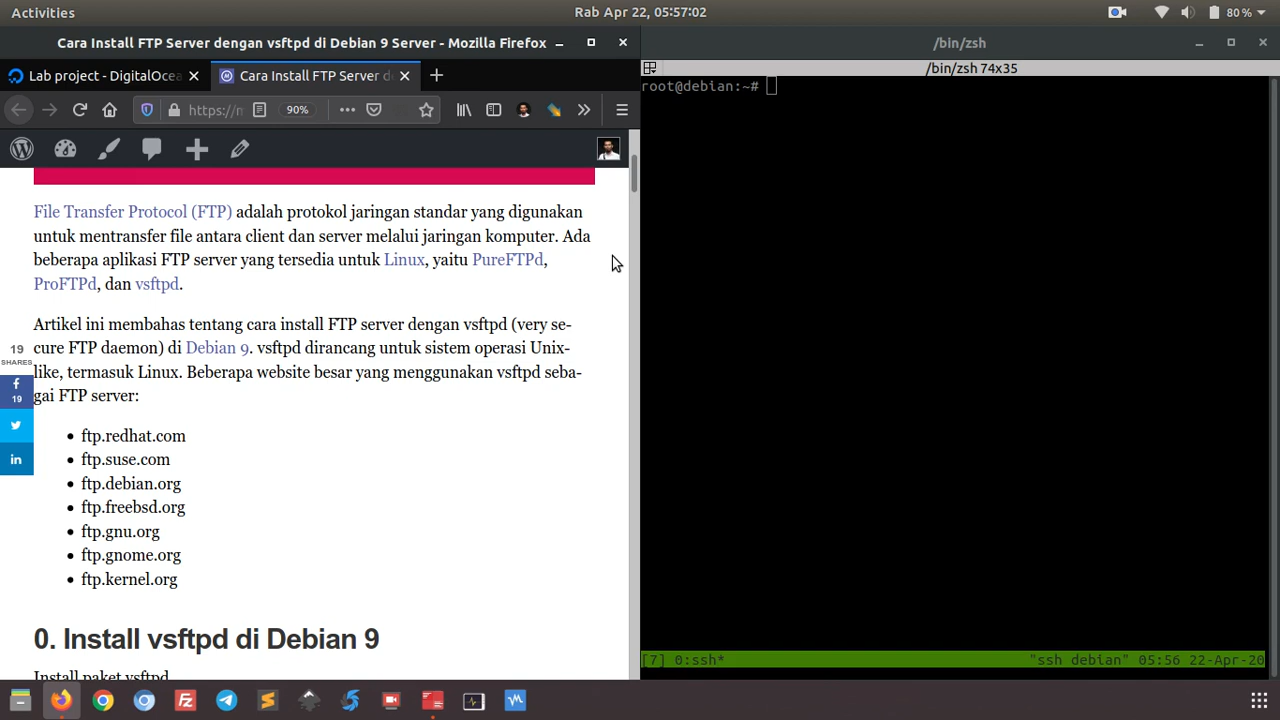 Activities
Rab Apr 22, 05:57:02
80 %
Cara Install FTP Server dengan vsftpd di Debian 9 Server - Mozilla Firefox
/bin/zsh
Lab project - DigitalOcea
Cara Install FTP Server de
/bin/zsh 74x35
https://n
90%
root@debian:~#
File Transfer Protocol (FTP) adalah protokol jaringan standar yang digunakan
untuk mentransfer file antara client dan server melalui jaringan komputer. Ada
beberapa aplikasi FTP server yang tersedia untuk Linux, yaitu PureFTPd,
ProFTPd, dan vsftpd.
Artikel ini membahas tentang cara install FTP server dengan vsftpd (very se-
cure FTP daemon) di Debian 9. vsftpd dirancang untuk sistem operasi Unix-
like, termasuk Linux. Beberapa website besar yang menggunakan vsftpd seba-
gai FTP server:
19
SHARES
19
• ftp.redhat.com
• ftp.suse.com
• ftp.debian.org
• ftp.freebsd.org
• ftp.gnu.org
• ftp.gnome.org
• ftp.kernel.org
0. Install vsftpd di Debian 9
Install paket vsftpd
[7] 0:ssh*
"ssh debian" 05:56 22-Apr-20